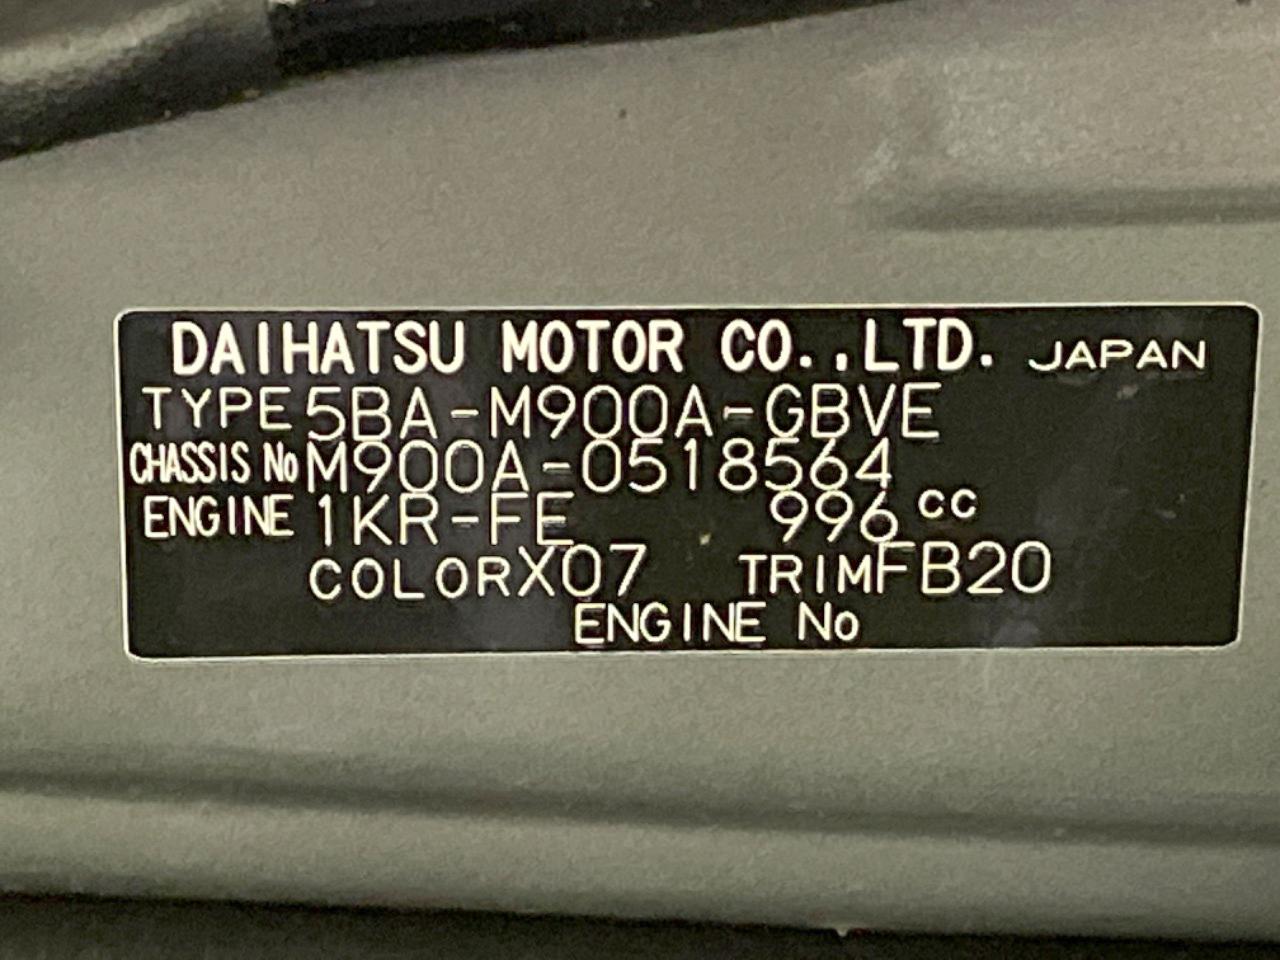 DAIHATSU MOTOR CO.,LTD. JAPAN
TYPE 5BA-M900A-GBVE
CHASSIS No M900A-0518564
ENGINE 1KR-FE 996 cc
COLOR X07 TRIM FB20
ENGINE No